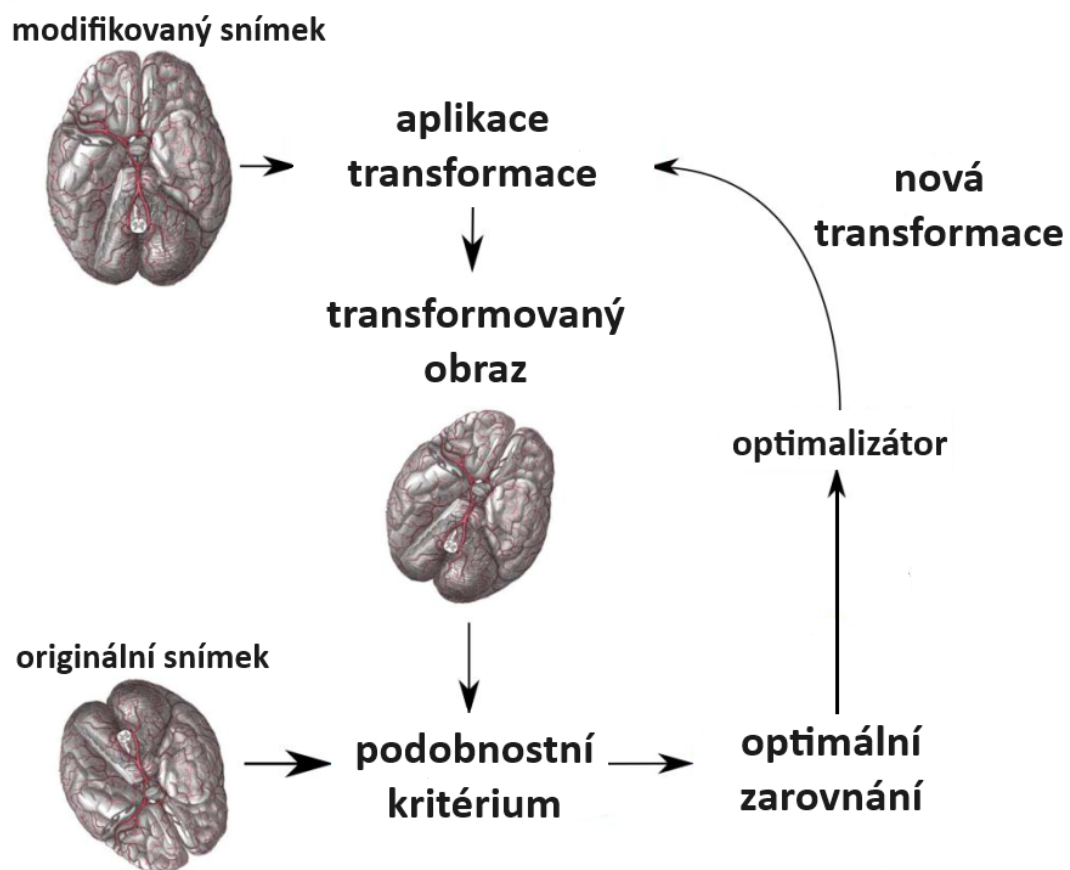 modifikovaný snímek
aplikace
transformace
nová
transformace
transformovaný
obraz
optimalizátor
originální snímek
podobnostní
kritérium
optimální
zarovnání